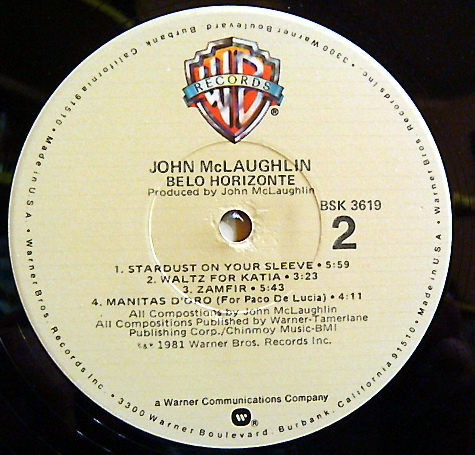 WB
RECORDS
®
JOHN McLAUGHLIN
BELO HORIZONTE
Produced by John McLaughlin
BSK 3619
2
1. STARDUST ON YOUR SLEEVE • 5:59
2. WALTZ FOR KATIA • 3:23
3. ZAMFIR • 5:43
4. MANITAS D'ORO (For Paco De Lucia) • 4:11
All Compostions by John McLaughlin
All Compositions Published by Warner-Tamerlane
Publishing Corp./Chinmoy Music-BMI
1981 Warner Bros. Records Inc.
a Warner Communications Company
®
Warner Bros. Records Inc. • 3300 Warner Boulevard, Burbank, California 91510 • Made in U.S.A. • Warner Bros. Records Inc. • 3300 Warner Boulevard, Burbank, California 91510 • Made in U.S.A. •